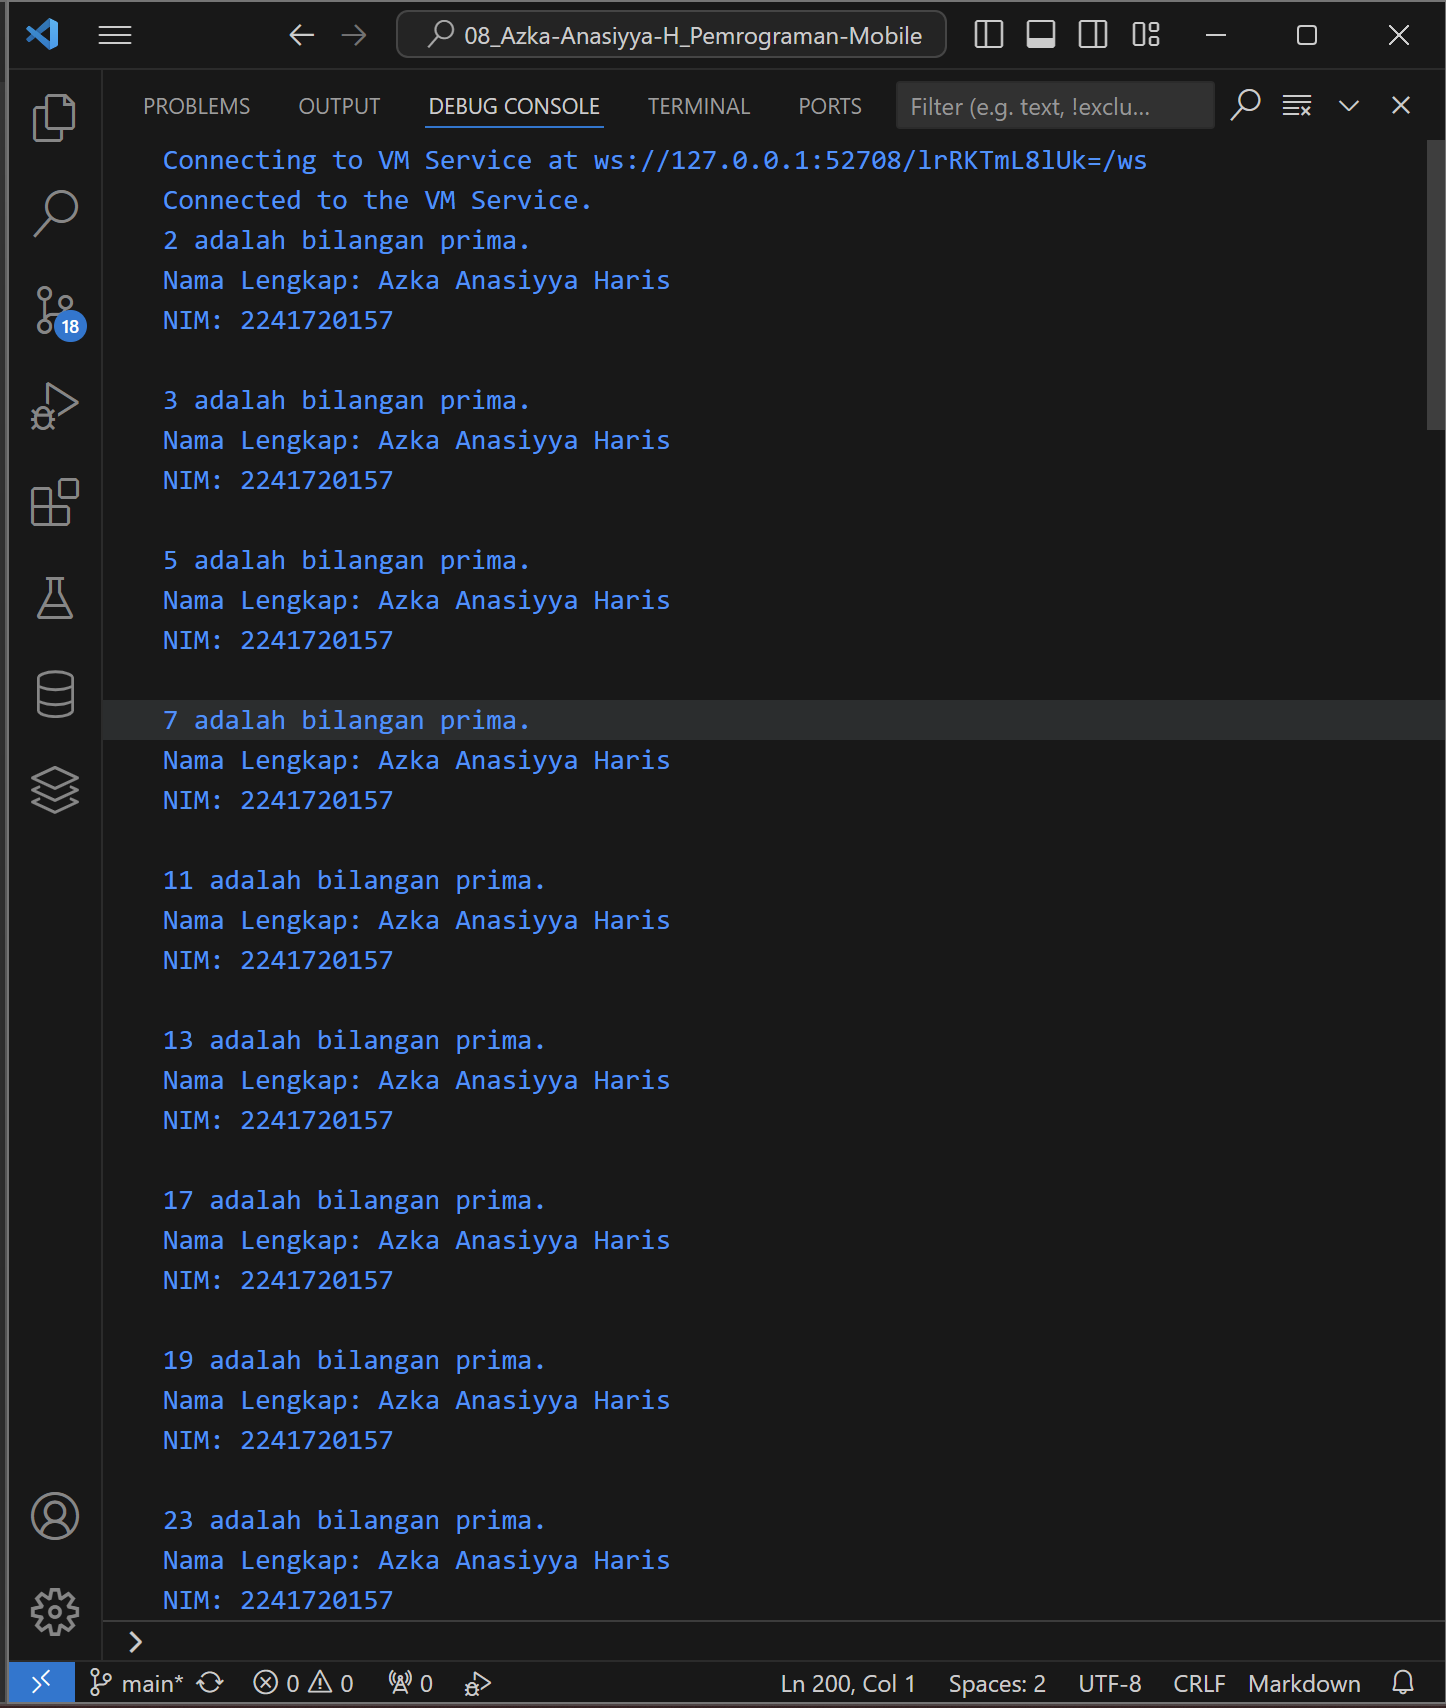 08_Azka-Anasiyya-H_Pemrograman-Mobile
PROBLEMS OUTPUT DEBUG CONSOLE TERMINAL PORTS Filter (e.g. text, !exclu...
Connecting to VM Service at ws://127.0.0.1:52708/lrRKTmL8lUk=/ws
Connected to the VM Service.
2 adalah bilangan prima.
Nama Lengkap: Azka Anasiyya Haris
NIM: 2241720157
3 adalah bilangan prima.
Nama Lengkap: Azka Anasiyya Haris
NIM: 2241720157
5 adalah bilangan prima.
Nama Lengkap: Azka Anasiyya Haris
NIM: 2241720157
7 adalah bilangan prima.
Nama Lengkap: Azka Anasiyya Haris
NIM: 2241720157
11 adalah bilangan prima.
Nama Lengkap: Azka Anasiyya Haris
NIM: 2241720157
13 adalah bilangan prima.
Nama Lengkap: Azka Anasiyya Haris
NIM: 2241720157
17 adalah bilangan prima.
Nama Lengkap: Azka Anasiyya Haris
NIM: 2241720157
19 adalah bilangan prima.
Nama Lengkap: Azka Anasiyya Haris
NIM: 2241720157
23 adalah bilangan prima.
Nama Lengkap: Azka Anasiyya Haris
NIM: 2241720157
18
main* 0 0 0 Ln 200, Col 1 Spaces: 2 UTF-8 CRLF Markdown